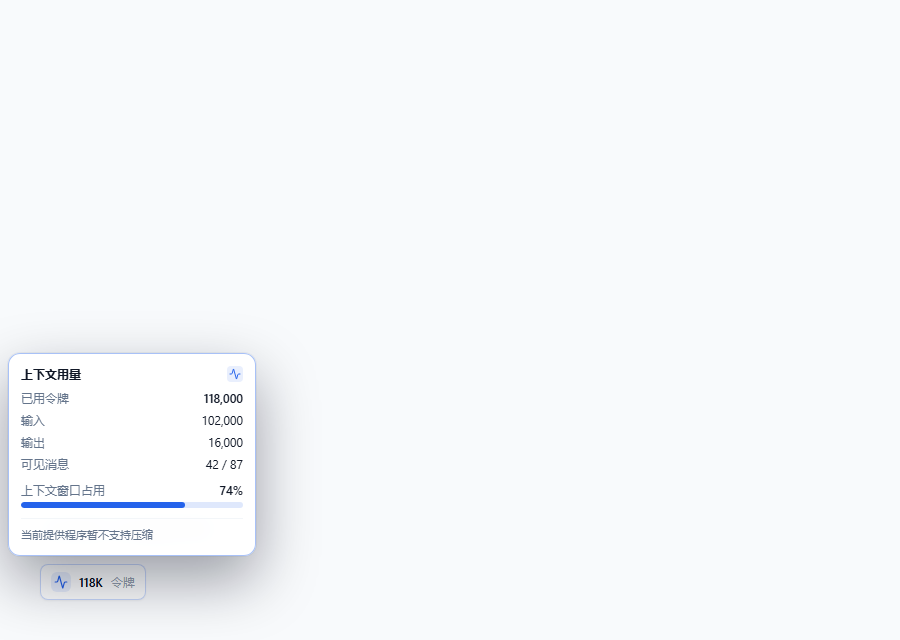 上下文用量
已用令牌 118,000
输入 102,000
输出 16,000
可见消息 42 / 87
上下文窗口占用 74%
当前提供程序暂不支持压缩
118K 令牌